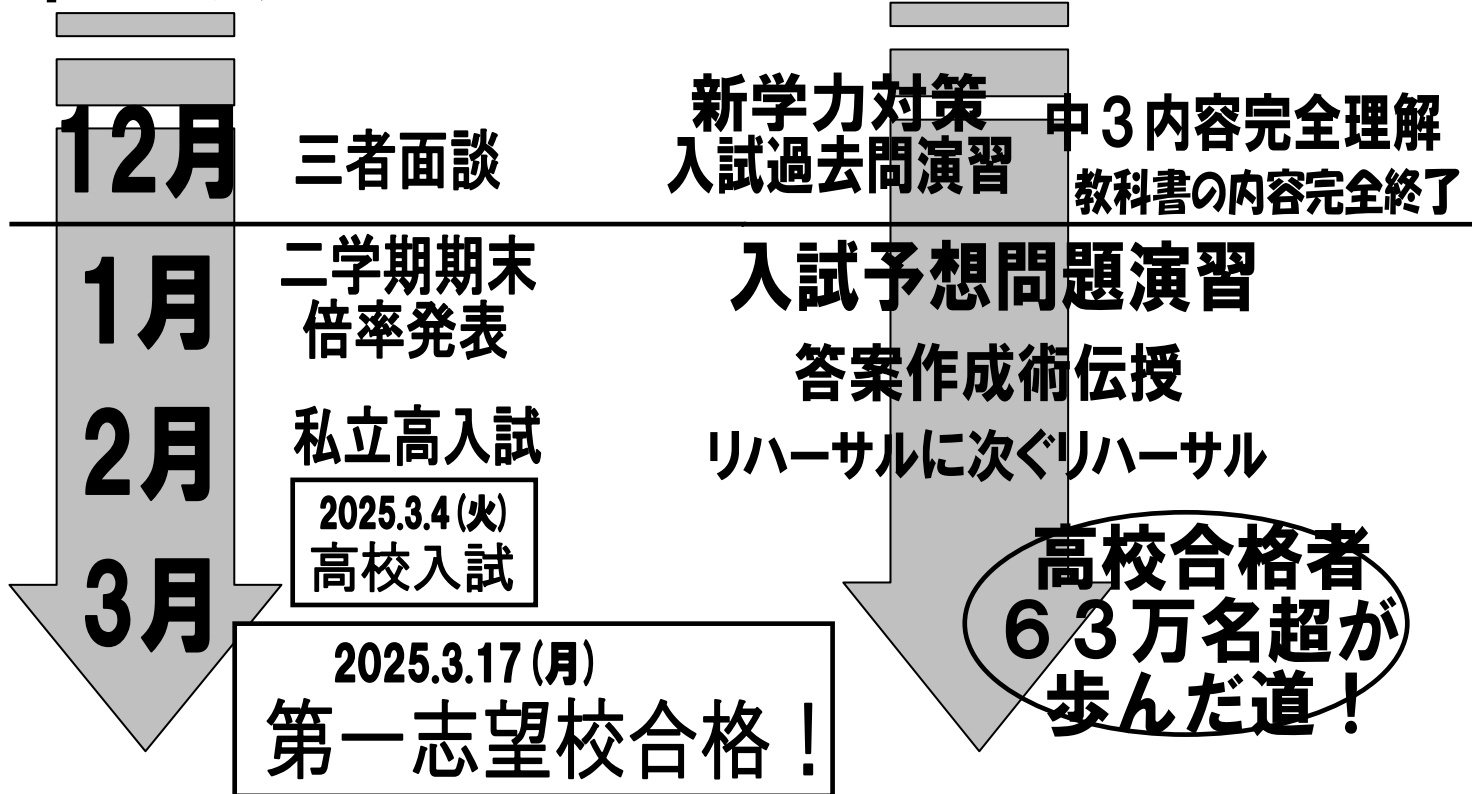 12月
三者面談
新学力対策
入試過去問演習
中3内容完全理解
教科書の内容完全終了
1月
二学期期末
倍率発表
入試予想問題演習
答案作成術伝授
2月
私立高入試
リハーサルに次ぐリハーサル
3月
2025.3.4(火)
高校入試
2025.3.17(月)
第一志望校合格！
高校合格者
63万名超が
歩んだ道！